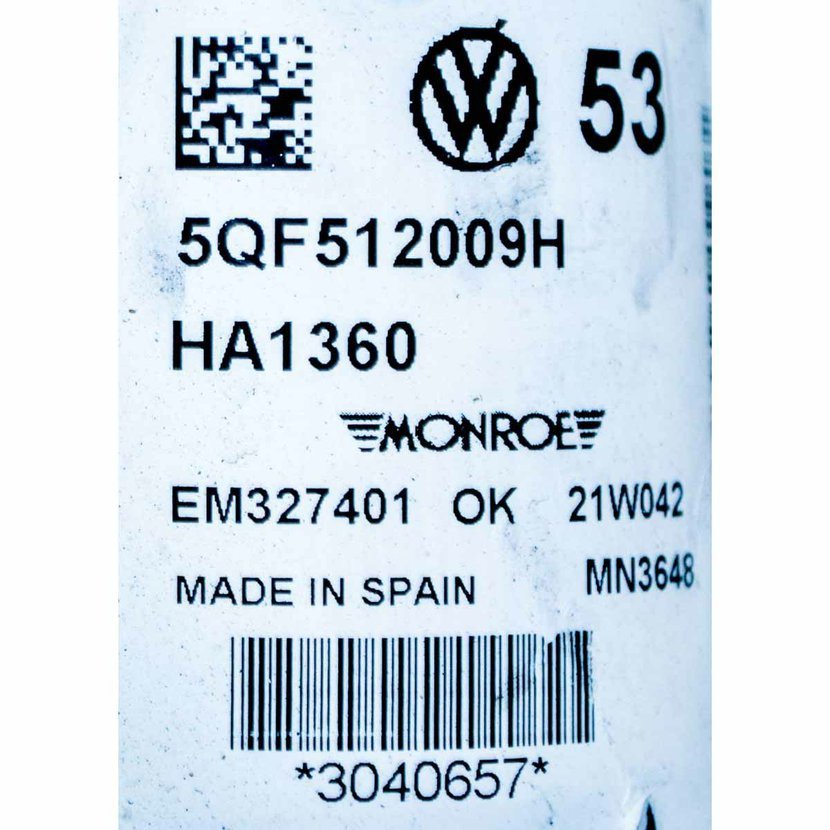 53
5QF512009H
HA1360
MONROE
EM327401 OK 21W042
MADE IN SPAIN MN3648
*3040657*